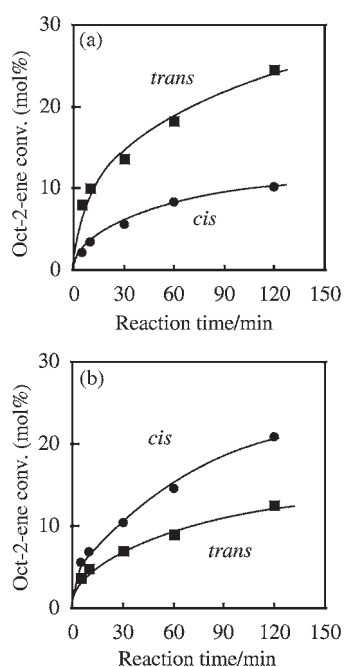 (a)
Oct-2-ene conv. (mol%)
30
20
10
0
trans
cis
0 30 60 90 120 150
Reaction time/min
(b)
Oct-2-ene conv. (mol%)
30
20
10
0
cis
trans
0 30 60 90 120 150
Reaction time/min